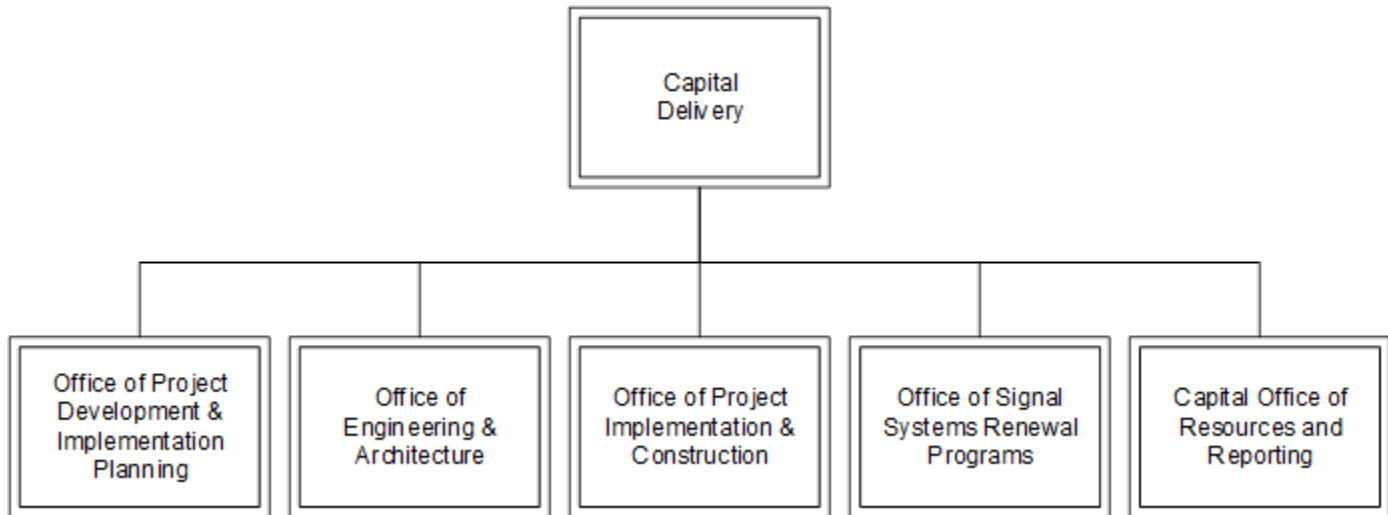 Capital
Delivery
Office of Project
Development &
Implementation
Planning
Office of
Engineering &
Architecture
Office of Project
Implementation &
Construction
Office of Signal
Systems Renewal
Programs
Capital Office of
Resources and
Reporting